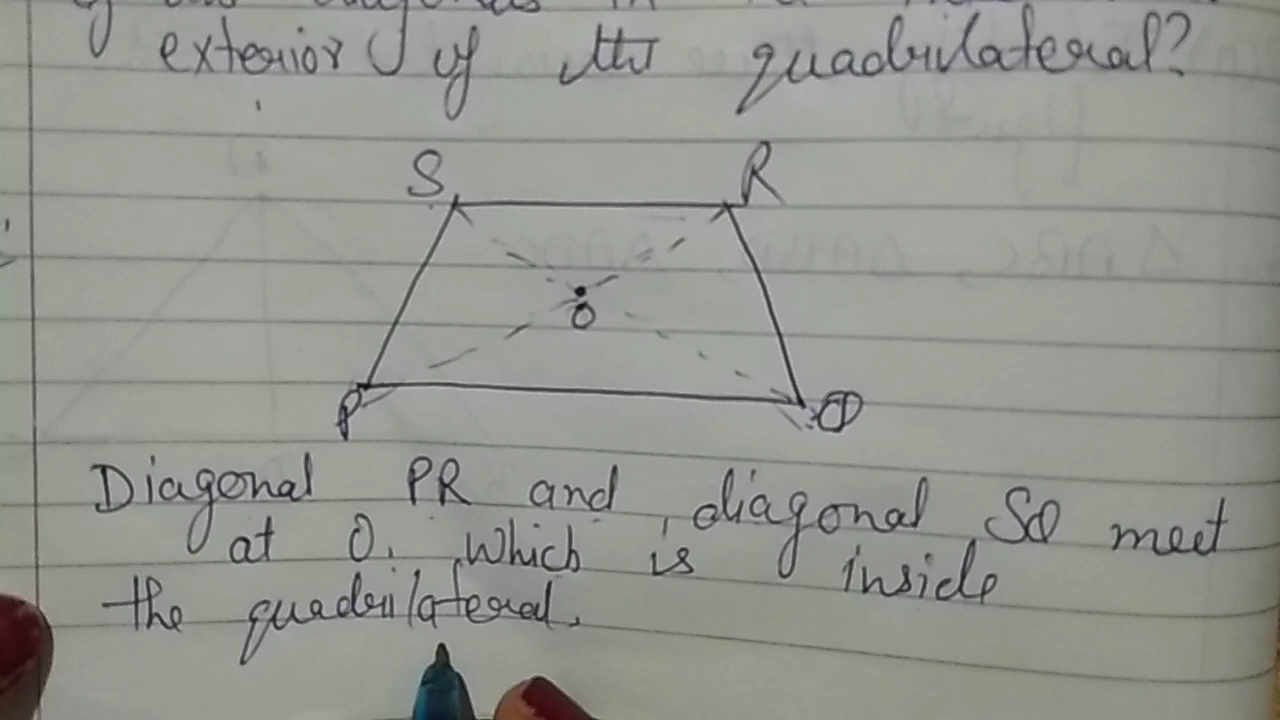 exterior of the quadrilateral?
S R
O
P Q
Diagonal PR and diagonal SQ meet
at O. Which is inside
the quadrilateral.